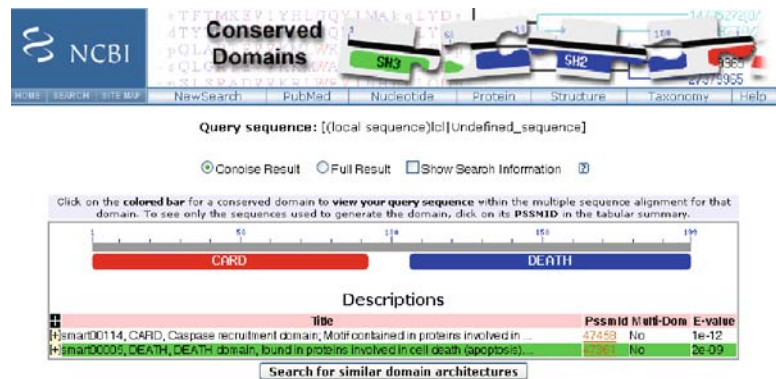 NCBI
Conserved
Domains
SH3
SH2
HOME SEARCH SITE MAP NewSearch PubMed Nucleotide Protein Structure Taxonomy Help
Query sequence: [(local sequence)lcl|Undefined_sequence]
Concise Result Full Result Show Search Information ?
Click on the colored bar for a conserved domain to view your query sequence within the multiple sequence alignment for that
domain. To see only the sequences used to generate the domain, click on its PSSMID in the tabular summary.
1 50 100 150 199
CARD DEATH
Descriptions
Title PssmId Multi-Dom E-value
[+]smart00114, CARD, Caspase recruitment domain; Motif contained in proteins involved in ... 47458 No 1e-12
[+]smart00005, DEATH, DEATH domain, found in proteins involved in cell death (apoptosis).... No 2e-09
Search for similar domain architectures